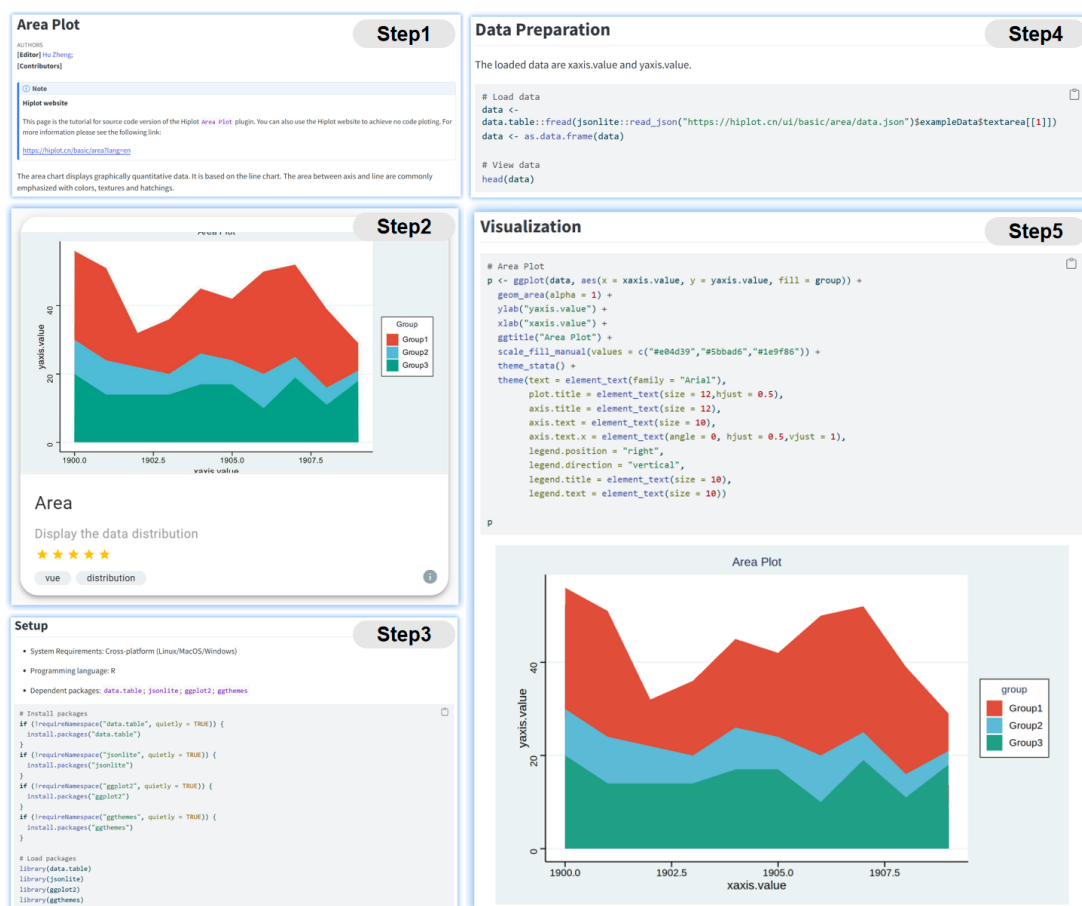 Area Plot
Step1
AUTHORS
[Editor] Hu Zheng;
[Contributors]
Note
Hiplot website
This page is the tutorial for source code version of the Hiplot Area Plot plugin. You can also use the Hiplot website to achieve no code ploting. For
more information please see the following link:
https://hiplot.cn/basic/area?lang=en
The area chart displays graphically quantitative data. It is based on the line chart. The area between axis and line are commonly
emphasized with colors, textures and hatchings.
Step2
Area Plot
40
20
0
yaxis.value
1900.0 1902.5 1905.0 1907.5
xaxis.value
Group
Group1
Group2
Group3
Area
Display the data distribution
vue distribution
Setup
Step3
System Requirements: Cross-platform (Linux/MacOS/Windows)
Programming language: R
Dependent packages: data.table; jsonlite; ggplot2; ggthemes
# Install packages
if (!requireNamespace("data.table", quietly = TRUE)) {
  install.packages("data.table")
}
if (!requireNamespace("jsonlite", quietly = TRUE)) {
  install.packages("jsonlite")
}
if (!requireNamespace("ggplot2", quietly = TRUE)) {
  install.packages("ggplot2")
}
if (!requireNamespace("ggthemes", quietly = TRUE)) {
  install.packages("ggthemes")
}
# Load packages
library(data.table)
library(jsonlite)
library(ggplot2)
library(ggthemes)
Data Preparation
Step4
The loaded data are xaxis.value and yaxis.value.
# Load data
data <-
data.table::fread(jsonlite::read_json("https://hiplot.cn/ui/basic/area/data.json")$exampleData$textarea[[1]])
data <- as.data.frame(data)
# View data
head(data)
Visualization
Step5
# Area Plot
p <- ggplot(data, aes(x = xaxis.value, y = yaxis.value, fill = group)) +
  geom_area(alpha = 1) +
  ylab("yaxis.value") +
  xlab("xaxis.value") +
  ggtitle("Area Plot") +
  scale_fill_manual(values = c("#e04d39","#5bbad6","#1e9f86")) +
  theme_stata() +
  theme(text = element_text(family = "Arial"),
        plot.title = element_text(size = 12,hjust = 0.5),
        axis.title = element_text(size = 12),
        axis.text = element_text(size = 10),
        axis.text.x = element_text(angle = 0, hjust = 0.5,vjust = 1),
        legend.position = "right",
        legend.direction = "vertical",
        legend.title = element_text(size = 10),
        legend.text = element_text(size = 10))
p
Area Plot
40
20
0
yaxis.value
1900.0 1902.5 1905.0 1907.5
xaxis.value
group
Group1
Group2
Group3